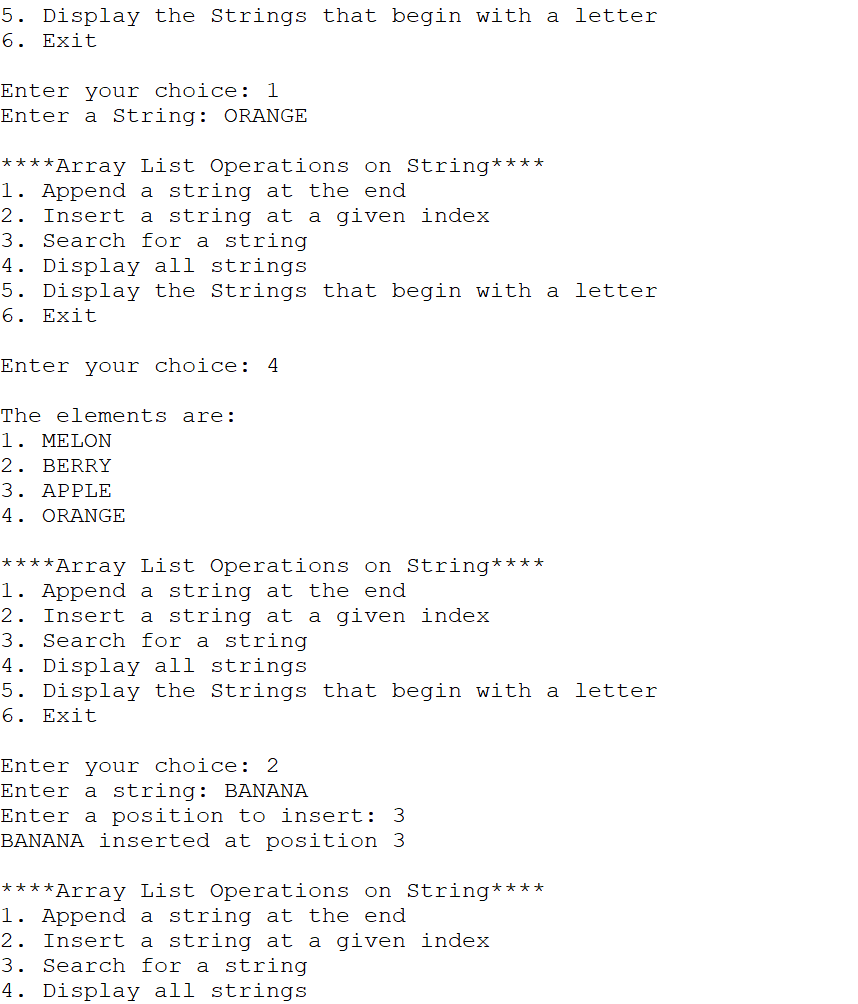 5. Display the Strings that begin with a letter
6. Exit
Enter your choice: 1
Enter a String: ORANGE
****Array List Operations on String****
1. Append a string at the end
2. Insert a string at a given index
3. Search for a string
4. Display all strings
5. Display the Strings that begin with a letter
6. Exit
Enter your choice: 4
The elements are:
1. MELON
2. BERRY
3. APPLE
4. ORANGE
****Array List Operations on String****
1. Append a string at the end
2. Insert a string at a given index
3. Search for a string
4. Display all strings
5. Display the Strings that begin with a letter
6. Exit
Enter your choice: 2
Enter a string: BANANA
Enter a position to insert: 3
BANANA inserted at position 3
****Array List Operations on String****
1. Append a string at the end
2. Insert a string at a given index
3. Search for a string
4. Display all strings